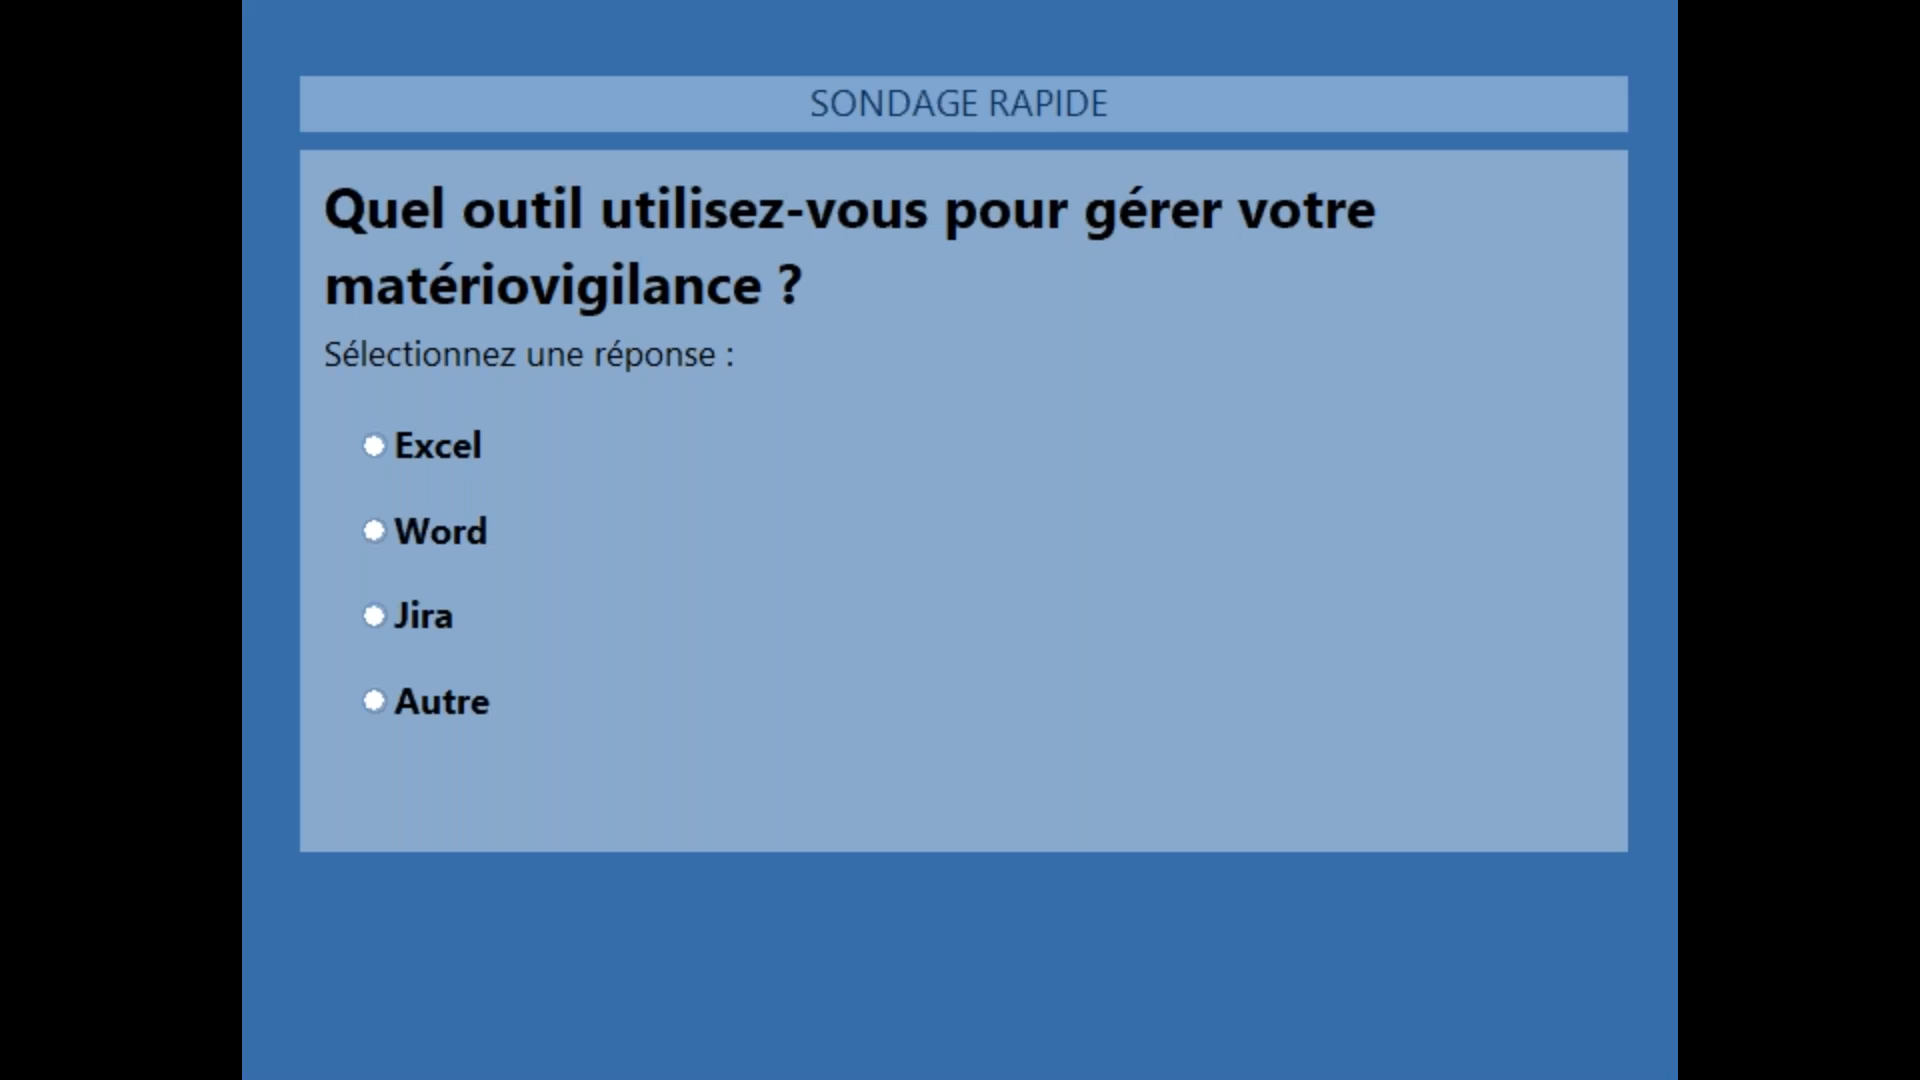 SONDAGE RAPIDE
Quel outil utilisez-vous pour gérer votre
matériovigilance ?
Sélectionnez une réponse :
Excel
Word
Jira
Autre